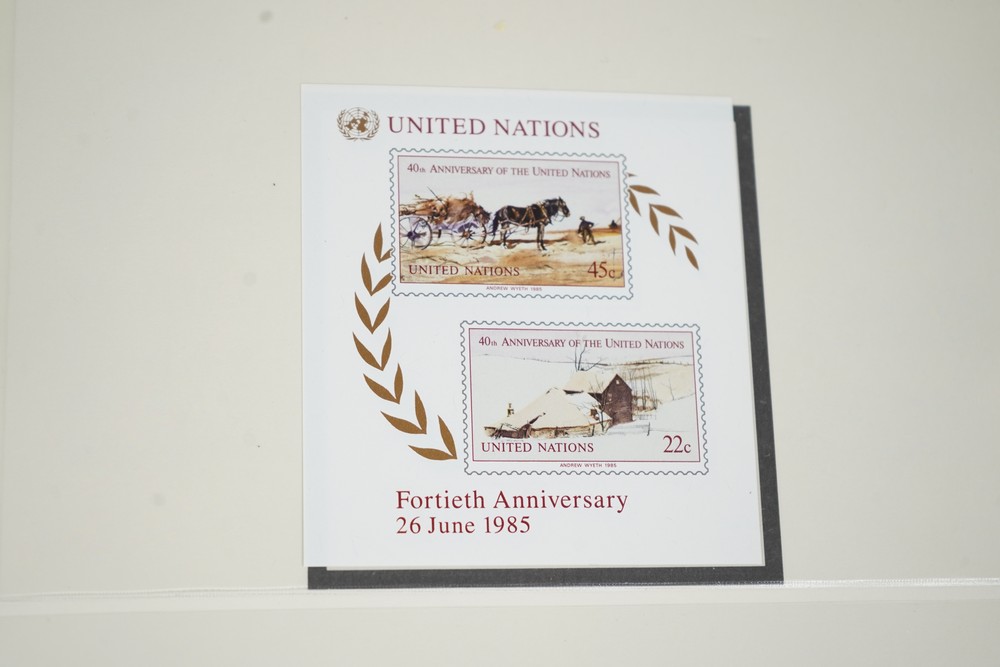 UNITED NATIONS
40th ANNIVERSARY OF THE UNITED NATIONS
UNITED NATIONS 45c
ANDREW WYETH 1985
40th ANNIVERSARY OF THE UNITED NATIONS
UNITED NATIONS 22c
ANDREW WYETH 1985
Fortieth Anniversary
26 June 1985